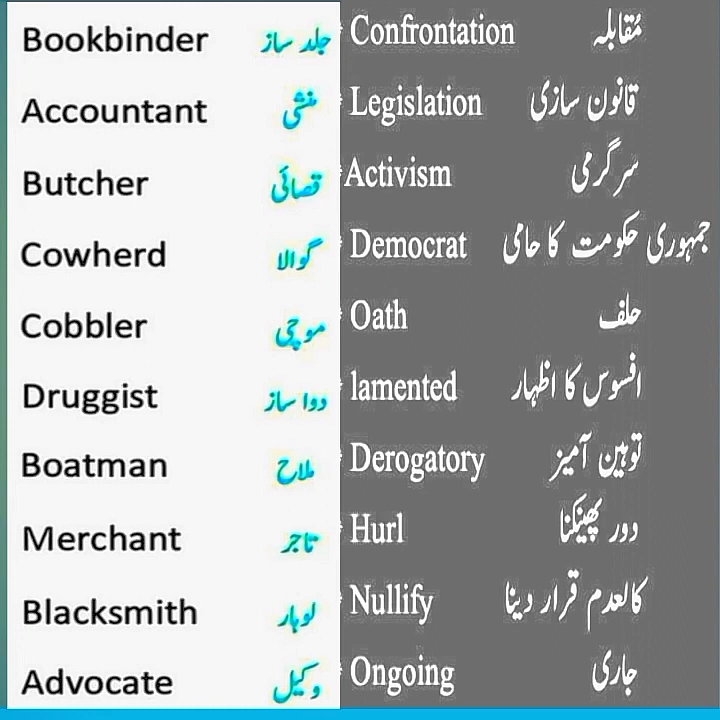 Bookbinder جلد ساز
Accountant منشی
Butcher قصائی
Cowherd گوالا
Cobbler موچی
Druggist دوا ساز
Boatman ملاح
Merchant تاجر
Blacksmith لوہار
Advocate وکیل
Confrontation مُقابلہ
Legislation قانون سازی
Activism سرگرمی
Democrat جمہوری حکومت کا حامی
Oath حلف
lamented افسوس کا اظہار
Derogatory توہین آمیز
Hurl دور پھینکنا
Nullify کالعدم قرار دینا
Ongoing جاری